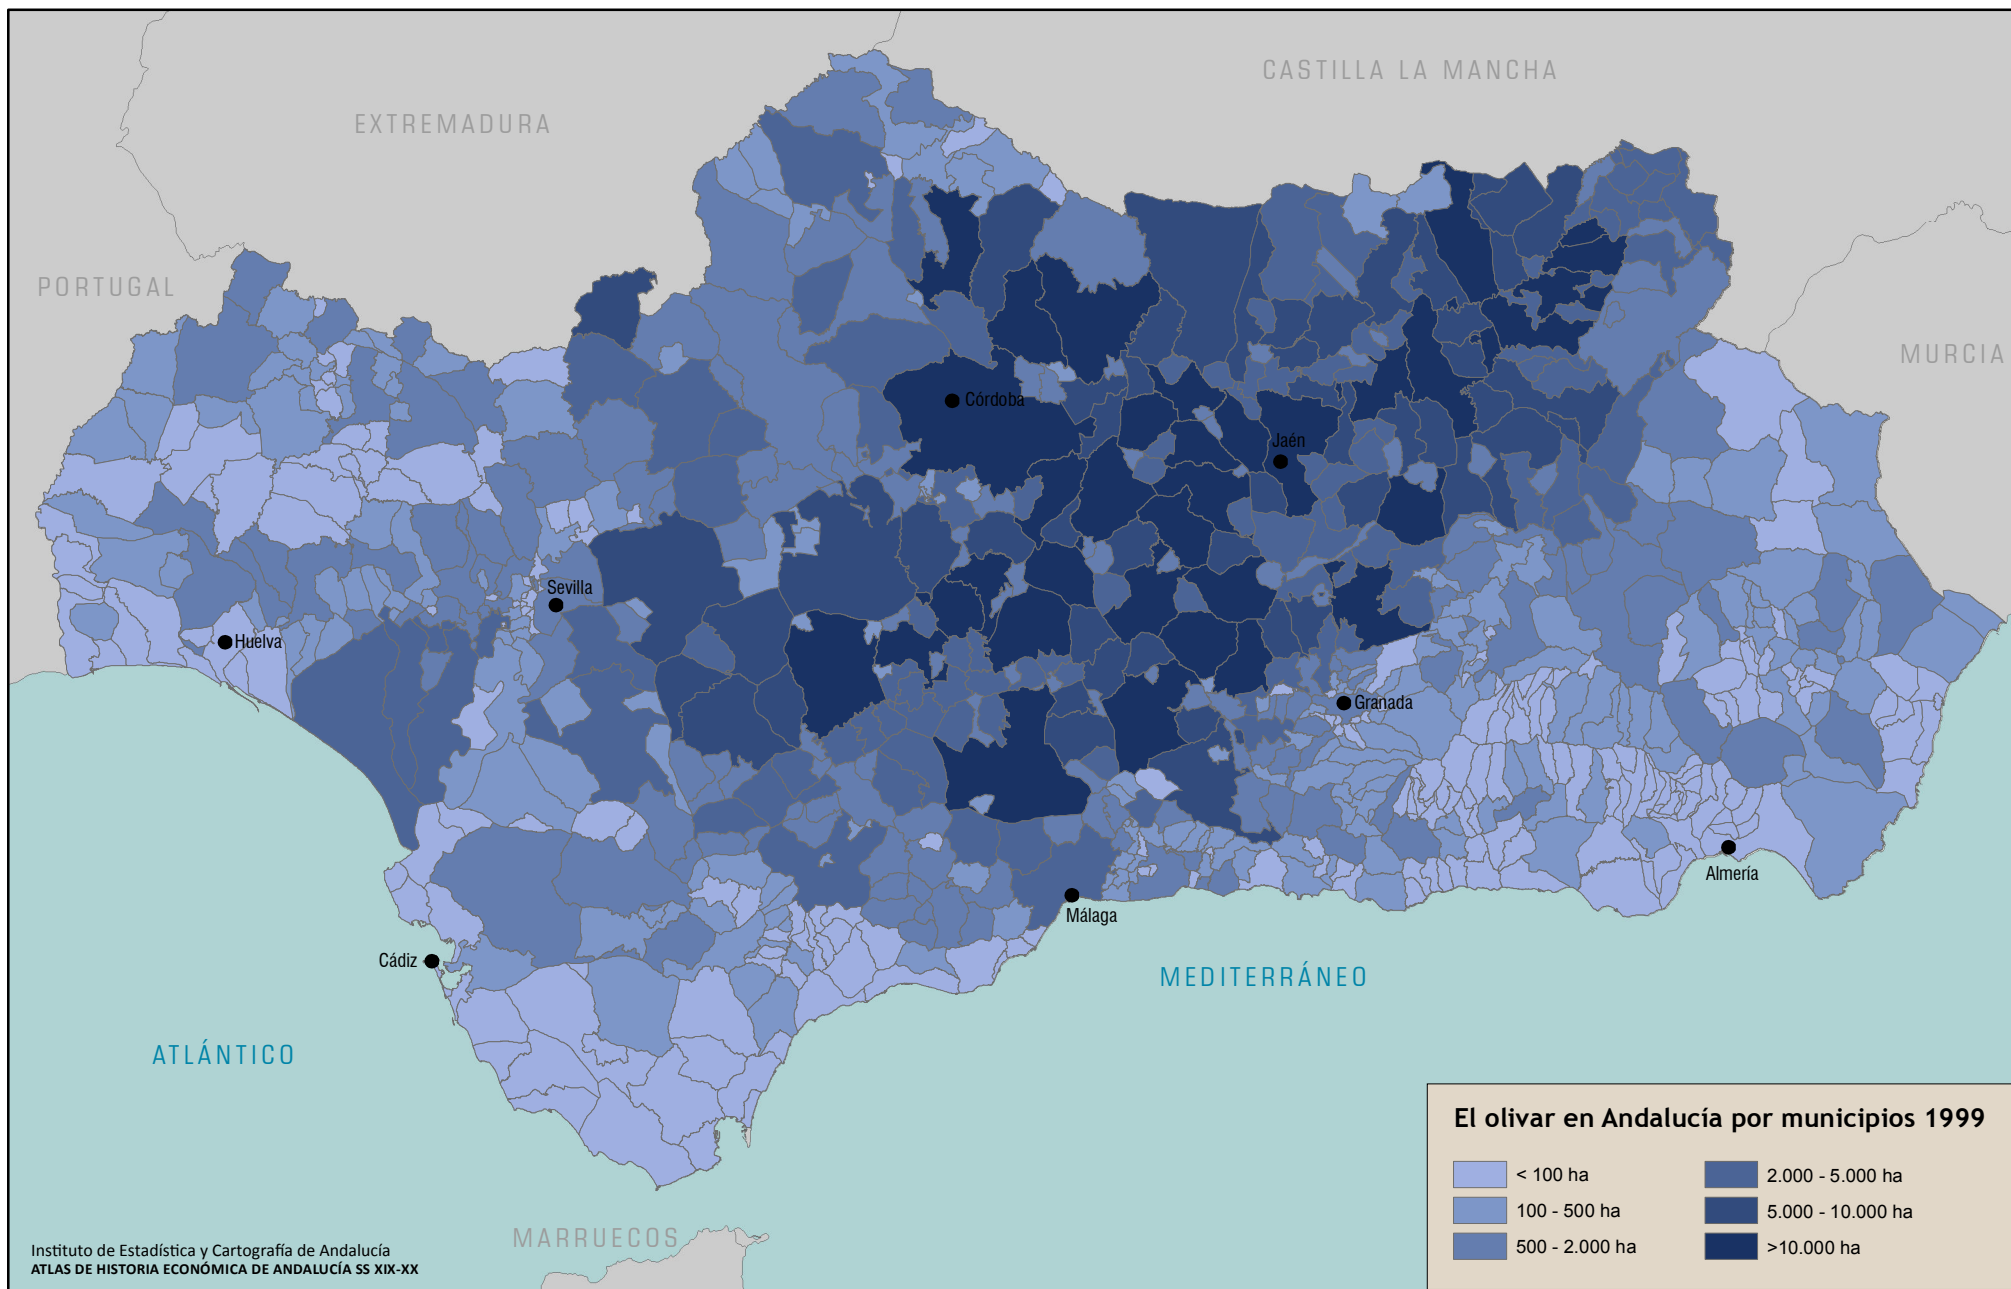 CASTILLA LA MANCHA
EXTREMADURA
PORTUGAL
MURCIA
Córdoba
Jaén
Sevilla
Huelva
Granada
Almería
Málaga
Cádiz
MEDITERRÁNEO
ATLÁNTICO
MARRUECOS
El olivar en Andalucía por municipios 1999
< 100 ha
100 - 500 ha
500 - 2.000 ha
2.000 - 5.000 ha
5.000 - 10.000 ha
>10.000 ha
Instituto de Estadística y Cartografía de Andalucía
ATLAS DE HISTORIA ECONÓMICA DE ANDALUCÍA SS XIX-XX